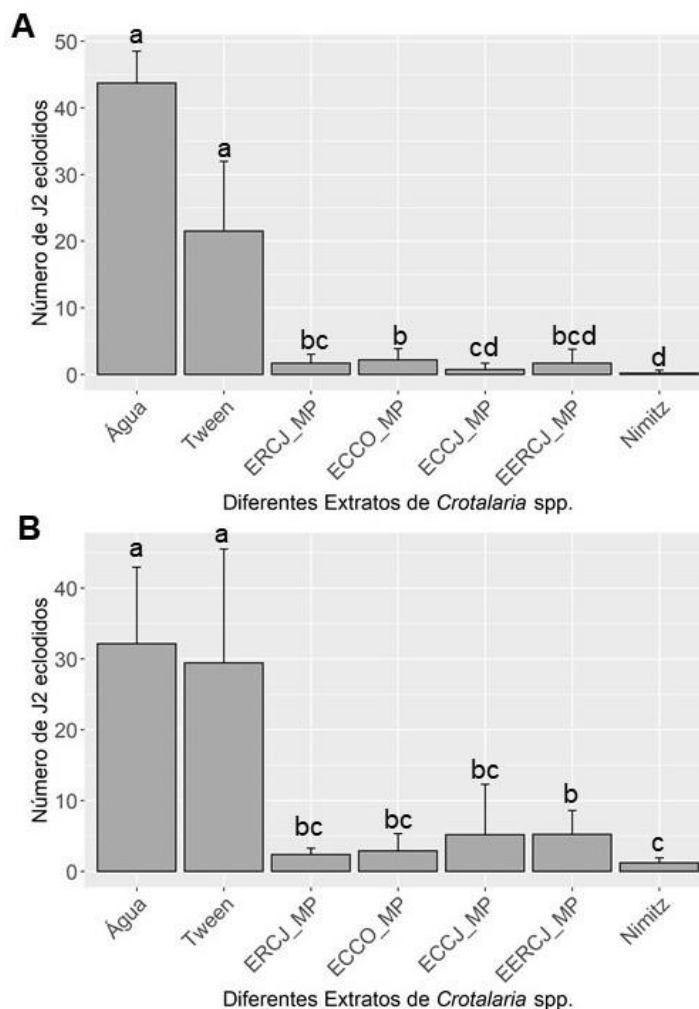 A
Número de J2 eclodidos
50
40
30
20
10
0
a
a
bc
b
cd
bcd
d
Água
Tween
ERCJ_MP
ECCO_MP
ECCJ_MP
EERCJ_MP
Nimitz
Diferentes Extratos de Crotalaria spp.
B
Número de J2 eclodidos
40
30
20
10
0
a
a
bc
bc
bc
b
c
Água
Tween
ERCJ_MP
ECCO_MP
ECCJ_MP
EERCJ_MP
Nimitz
Diferentes Extratos de Crotalaria spp.